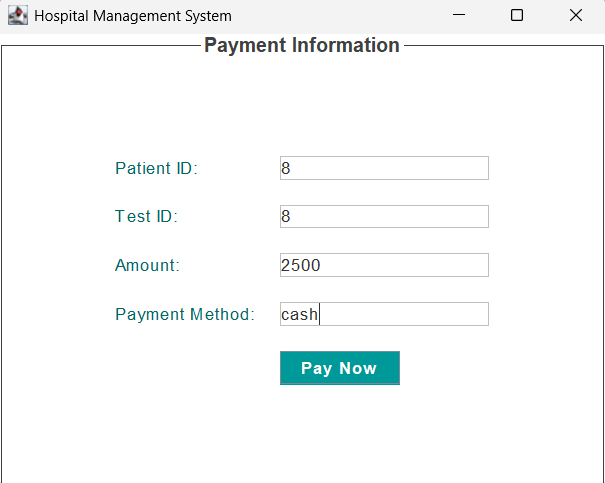 Hospital Management System
Payment Information
Patient ID: 8
Test ID: 8
Amount: 2500
Payment Method: cash
Pay Now